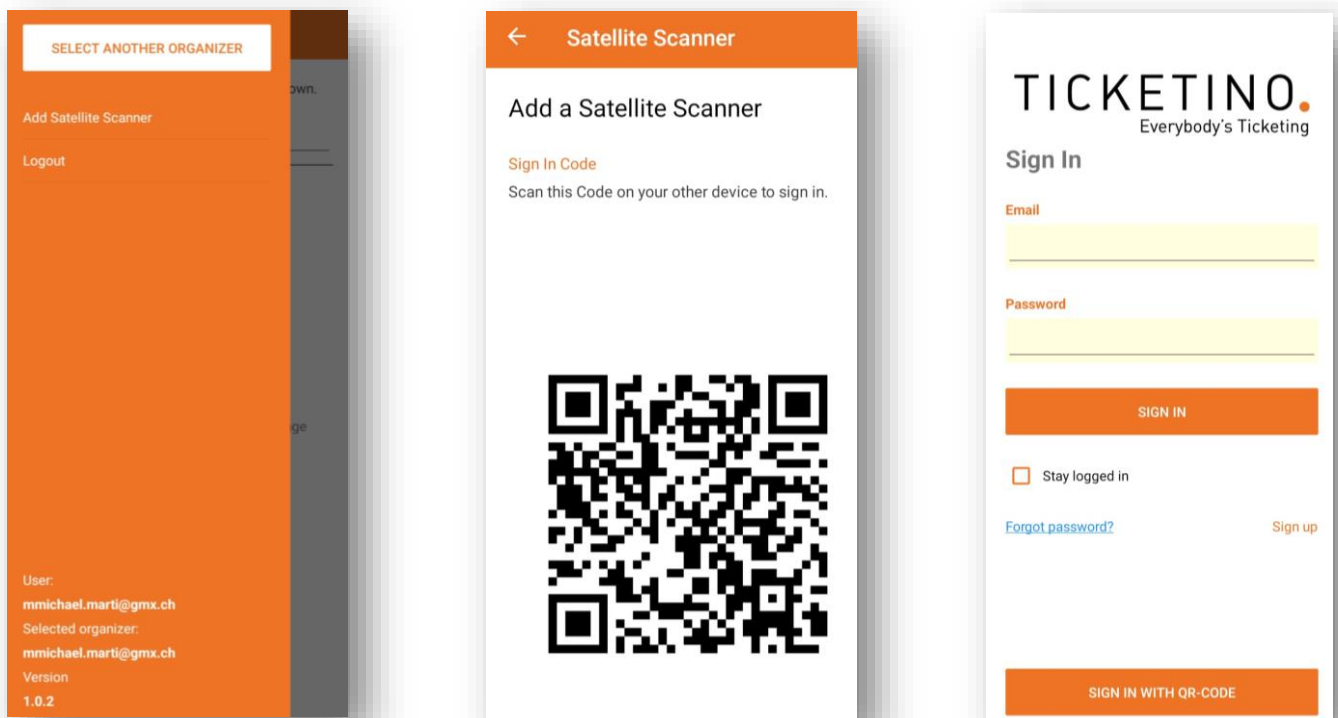 SELECT ANOTHER ORGANIZER
Add Satellite Scanner
Logout
User:
mmichael.marti@gmx.ch
Selected organizer:
mmichael.marti@gmx.ch
Version
1.0.2
Satellite Scanner
Add a Satellite Scanner
Sign In Code
Scan this Code on your other device to sign in.
TICKETINO.
Everybody's Ticketing
Sign In
Email
Password
SIGN IN
Stay logged in
Forgot password?
Sign up
SIGN IN WITH QR-CODE